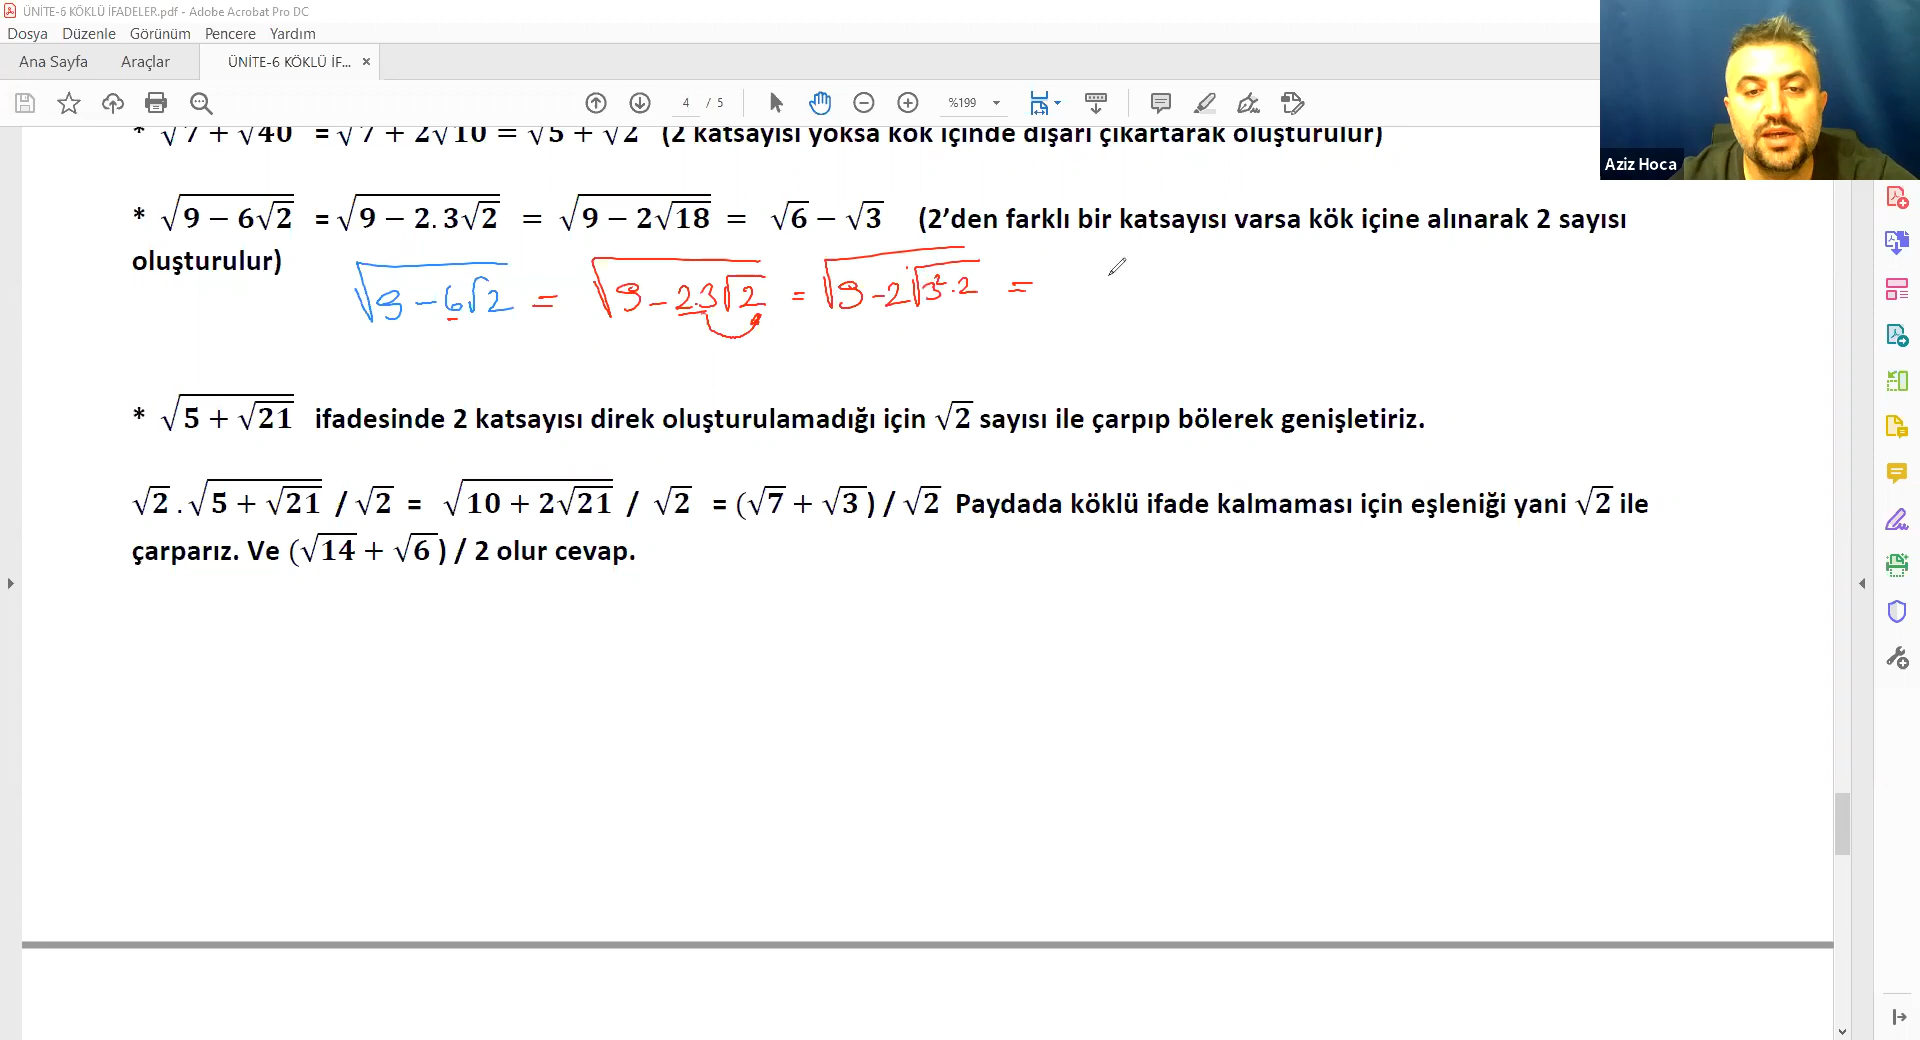 ÜNİTE-6 KÖKLÜ İFADELER.pdf - Adobe Acrobat Pro DC
Dosya Düzenle Görünüm Pencere Yardım
Ana Sayfa Araçlar ÜNİTE-6 KÖKLÜ İF... ×
4 / 5 %199
Aziz Hoca
* √(7 + √40) = √(7 + 2√10) = √5 + √2 (2 katsayısı yoksa kök içinde dışarı çıkartarak oluşturulur)
* √(9 − 6√2) = √(9 − 2.3√2) = √(9 − 2√18) = √6 − √3 (2’den farklı bir katsayısı varsa kök içine alınarak 2 sayısı
oluşturulur)
√(9 − 6√2) = √(9 − 2.3√2) = √(9 − 2√(3².2)) =
* √(5 + √21) ifadesinde 2 katsayısı direk oluşturulamadığı için √2 sayısı ile çarpıp bölerek genişletiriz.
√2 .√(5 + √21) / √2 = √(10 + 2√21) / √2 = (√7 + √3) / √2 Paydada köklü ifade kalmaması için eşleniği yani √2 ile
çarparız. Ve (√14 + √6) / 2 olur cevap.